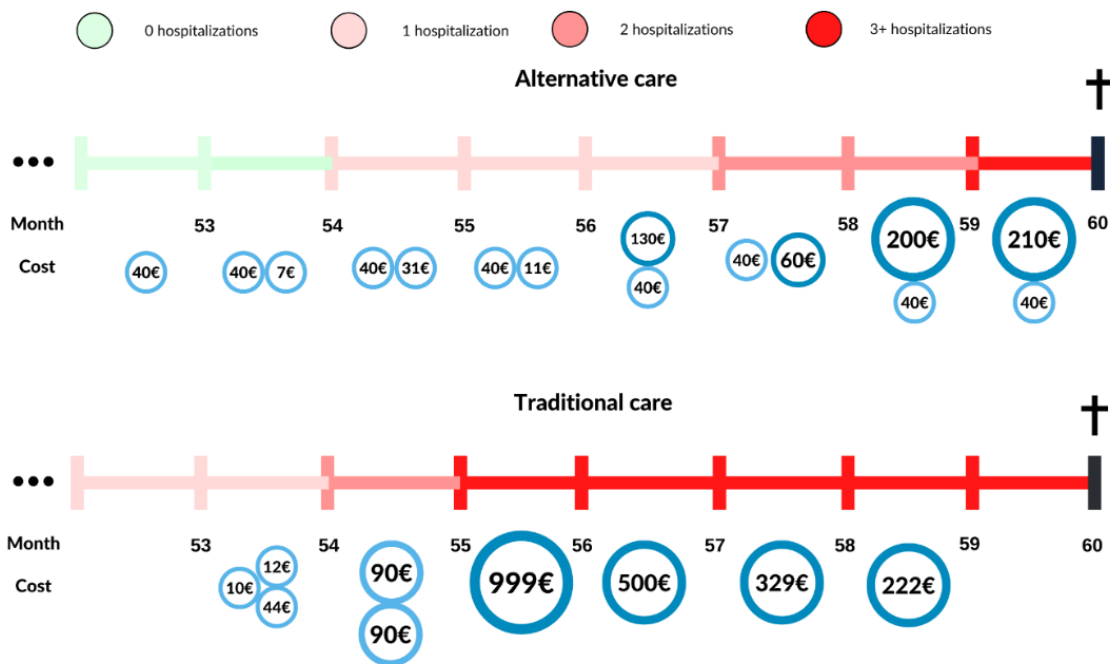 0 hospitalizations 1 hospitalization 2 hospitalizations 3+ hospitalizations
Alternative care
Month 53 54 55 56 57 58 59 60
Cost 40€ 40€ 7€ 40€ 31€ 40€ 11€ 130€ 40€ 40€ 60€ 200€ 40€ 210€ 40€
Traditional care
Month 53 54 55 56 57 58 59 60
Cost 10€ 12€ 44€ 90€ 90€ 999€ 500€ 329€ 222€